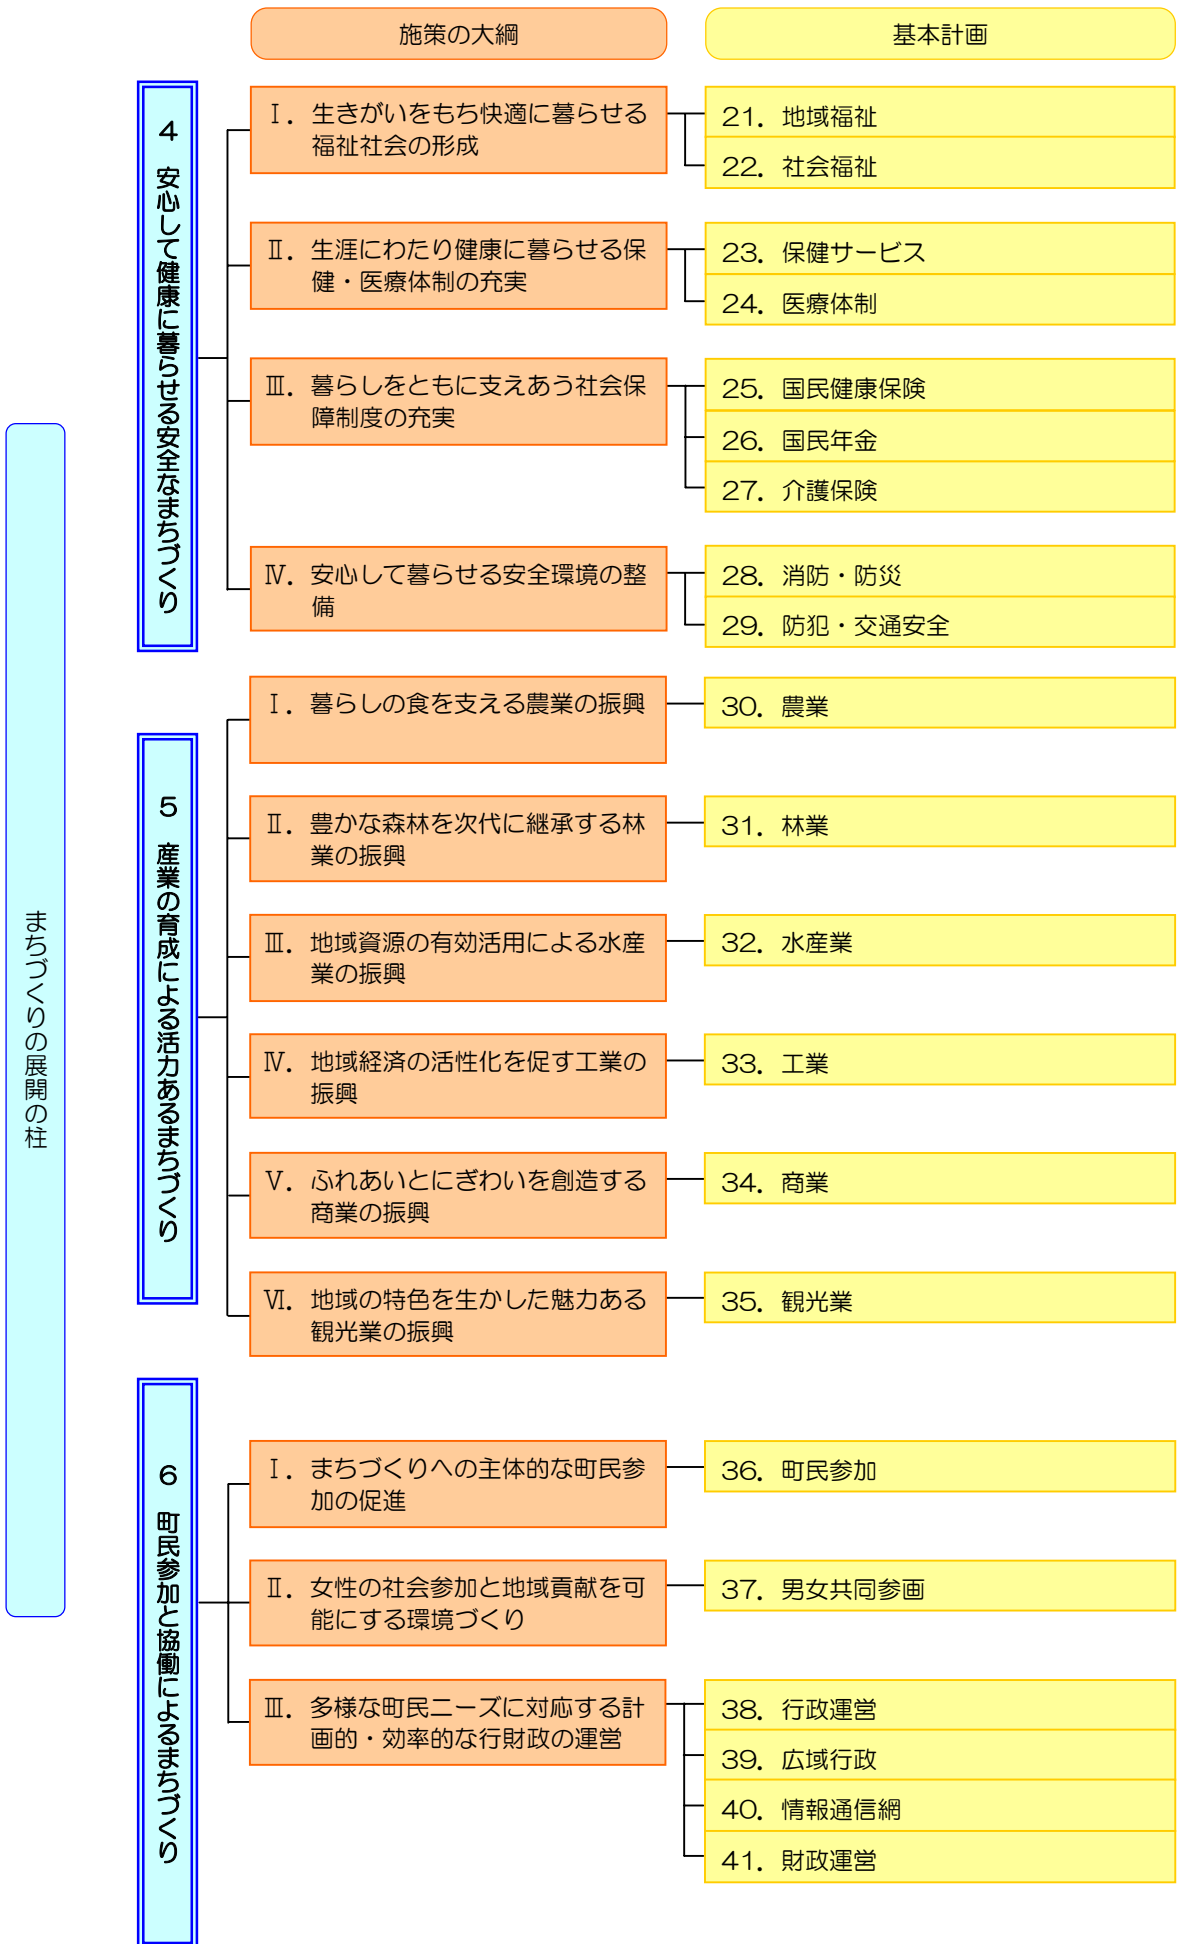 施策の大綱
基本計画
まちづくりの展開の柱
4 安心して健康に暮らせる安全なまちづくり
Ⅰ．生きがいをもち快適に暮らせる
福祉社会の形成
21．地域福祉
22．社会福祉
Ⅱ．生涯にわたり健康に暮らせる保
健・医療体制の充実
23．保健サービス
24．医療体制
Ⅲ．暮らしをともに支えあう社会保
障制度の充実
25．国民健康保険
26．国民年金
27．介護保険
Ⅳ．安心して暮らせる安全環境の整
備
28．消防・防災
29．防犯・交通安全
5 産業の育成による活力あるまちづくり
Ⅰ．暮らしの食を支える農業の振興
30．農業
Ⅱ．豊かな森林を次代に継承する林
業の振興
31．林業
Ⅲ．地域資源の有効活用による水産
業の振興
32．水産業
Ⅳ．地域経済の活性化を促す工業の
振興
33．工業
Ⅴ．ふれあいとにぎわいを創造する
商業の振興
34．商業
Ⅵ．地域の特色を生かした魅力ある
観光業の振興
35．観光業
6 町民参加と協働によるまちづくり
Ⅰ．まちづくりへの主体的な町民参
加の促進
36．町民参加
Ⅱ．女性の社会参加と地域貢献を可
能にする環境づくり
37．男女共同参画
Ⅲ．多様な町民ニーズに対応する計
画的・効率的な行財政の運営
38．行政運営
39．広域行政
40．情報通信網
41．財政運営